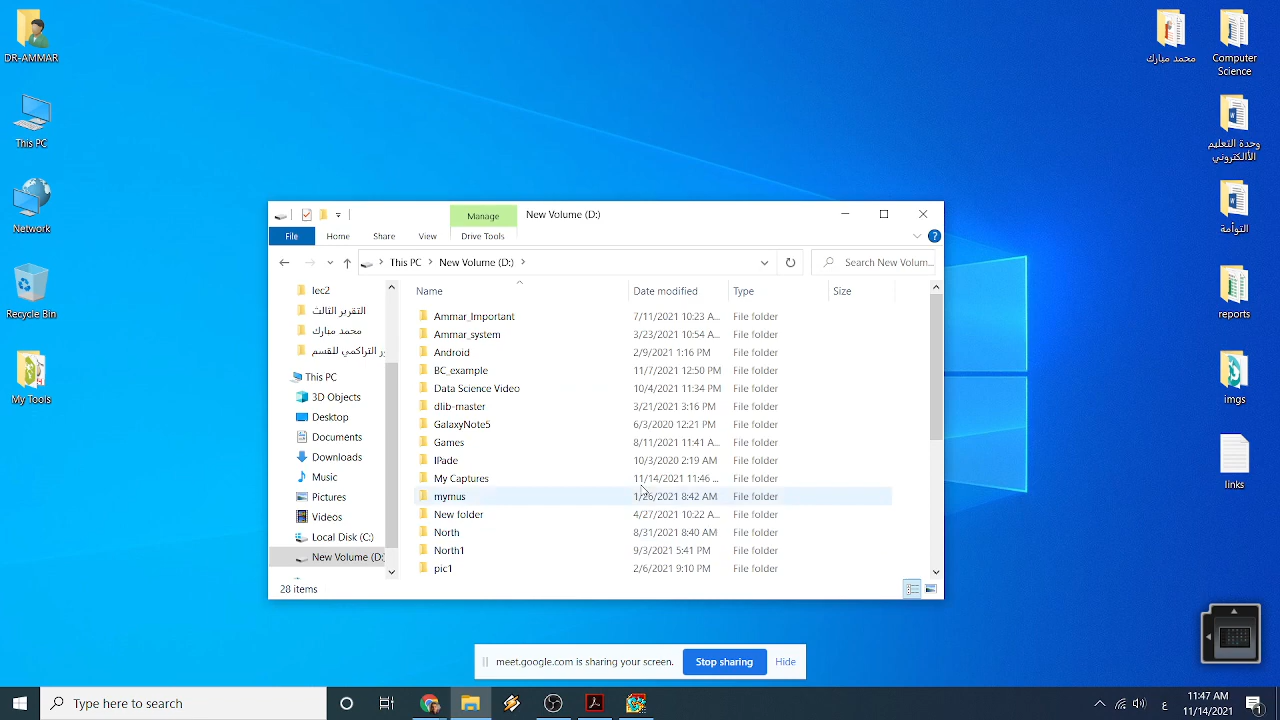 DR-AMMAR
This PC
Network
Recycle Bin
My Tools
محمد مبارك
Computer
Science
وحدة التعليم
الألكتروني
التوأمة
reports
imgs
links
Manage
New Volume (D:)
File
Home
Share
View
Drive Tools
This PC
New Volume (D:)
Search New Volum...
lec2
التقرير الثالث
محمد مبارك
ور التراكمي للقسم
This PC
3D Objects
Desktop
Documents
Downloads
Music
Pictures
Videos
Local Disk (C:)
New Volume (D:
Name Date modified Type Size
Ammar_Important 7/11/2021 10:23 A... File folder
Ammar_system 3/23/2021 10:54 A... File folder
Android 2/9/2021 1:16 PM File folder
BC_example 11/7/2021 12:50 PM File folder
Data Science Video 10/4/2021 11:34 PM File folder
dlib-master 3/21/2021 3:16 PM File folder
GalaxyNote5 6/3/2020 12:21 PM File folder
Games 8/11/2021 11:41 A... File folder
IPade 10/3/2020 2:19 AM File folder
My Captures 11/14/2021 11:46 ... File folder
mymus 1/26/2021 8:42 AM File folder
New folder 4/27/2021 10:22 A... File folder
North 8/31/2021 8:40 AM File folder
North1 9/3/2021 5:41 PM File folder
pic1 2/6/2021 9:10 PM File folder
28 items
meet.google.com is sharing your screen.
Stop sharing
Hide
Type here to search
ع
11:47 AM
11/14/2021